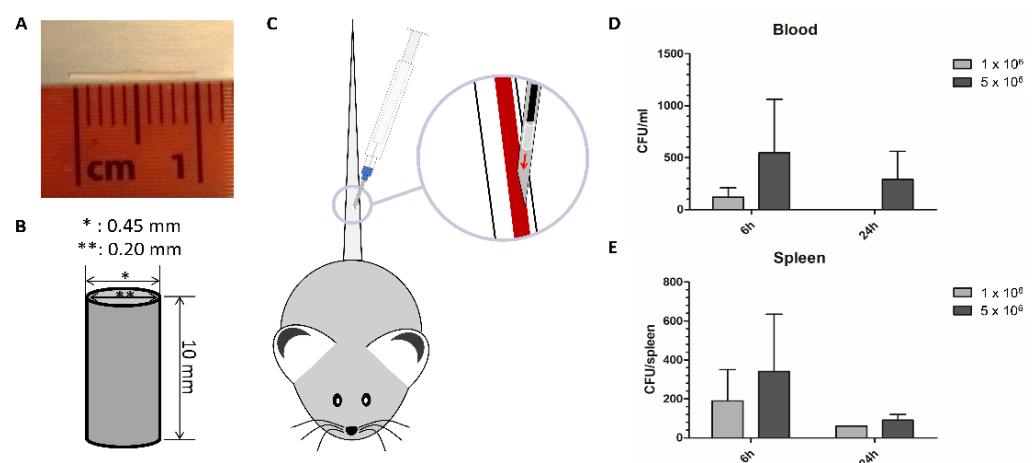 A
cm 1
B
* : 0.45 mm
** : 0.20 mm
*
**
10 mm
C
D
Blood
CFU/ml
1500
1000
500
0
6h
24h
1 x 10⁶
5 x 10⁶
E
Spleen
CFU/spleen
800
600
400
200
0
6h
24h
1 x 10⁶
5 x 10⁶